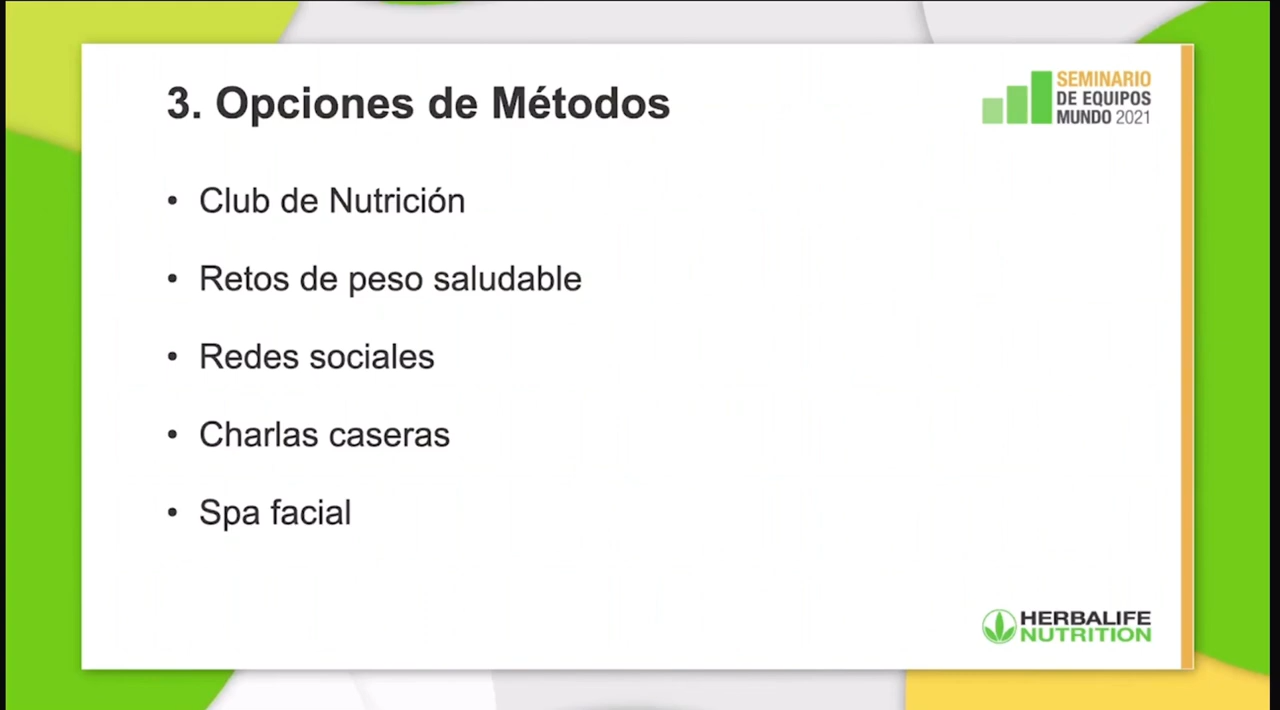 3. Opciones de Métodos
SEMINARIO
DE EQUIPOS
MUNDO 2021
• Club de Nutrición
• Retos de peso saludable
• Redes sociales
• Charlas caseras
• Spa facial
HERBALIFE
NUTRITION